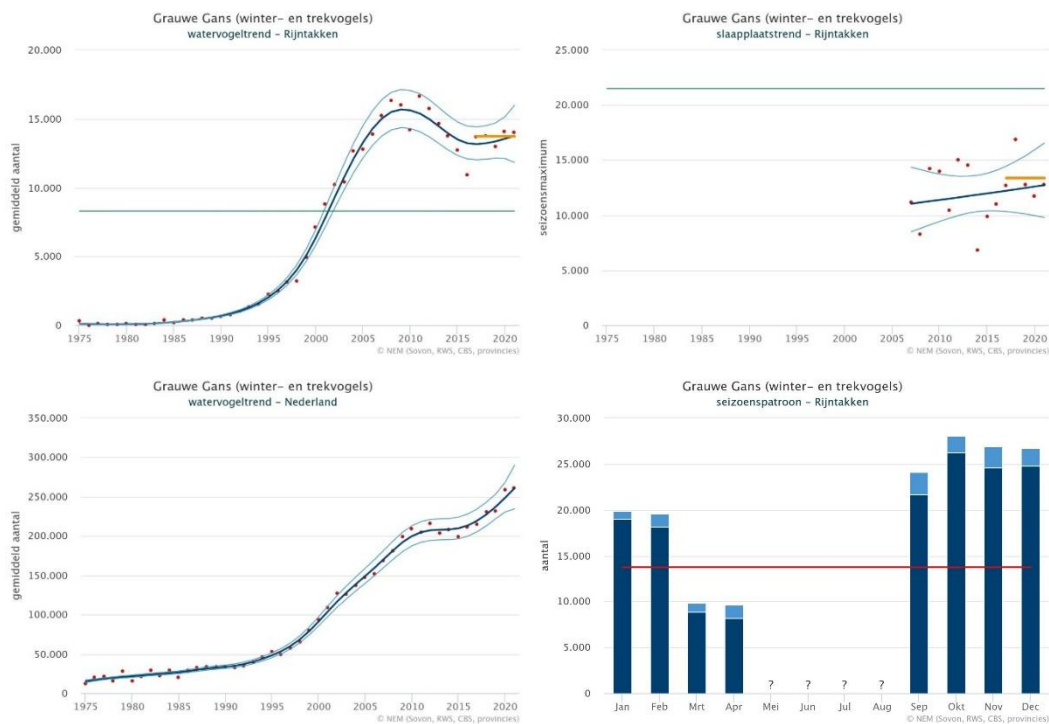 Grauwe Gans (winter- en trekvogels)
watervogeltrend - Rijntakken
gemiddeld aantal
20.000
15.000
10.000
5.000
0
1975 1980 1985 1990 1995 2000 2005 2010 2015 2020
© NEM (Sovon, RWS, CBS, provincies)
Grauwe Gans (winter- en trekvogels)
slaapplaatstrend - Rijntakken
seizoensmaximum
25.000
20.000
15.000
10.000
5.000
0
1975 1980 1985 1990 1995 2000 2005 2010 2015 2020
© NEM (Sovon, RWS, CBS, provincies)
Grauwe Gans (winter- en trekvogels)
watervogeltrend - Nederland
gemiddeld aantal
350.000
300.000
250.000
200.000
150.000
100.000
50.000
0
1975 1980 1985 1990 1995 2000 2005 2010 2015 2020
© NEM (Sovon, RWS, CBS, provincies)
Grauwe Gans (winter- en trekvogels)
seizoenspatroon - Rijntakken
aantal
30.000
25.000
20.000
15.000
10.000
5.000
0
? ? ? ?
Jan Feb Mrt Apr Mei Jun Jul Aug Sep Okt Nov Dec
© NEM (Sovon, RWS, CBS, provincies)